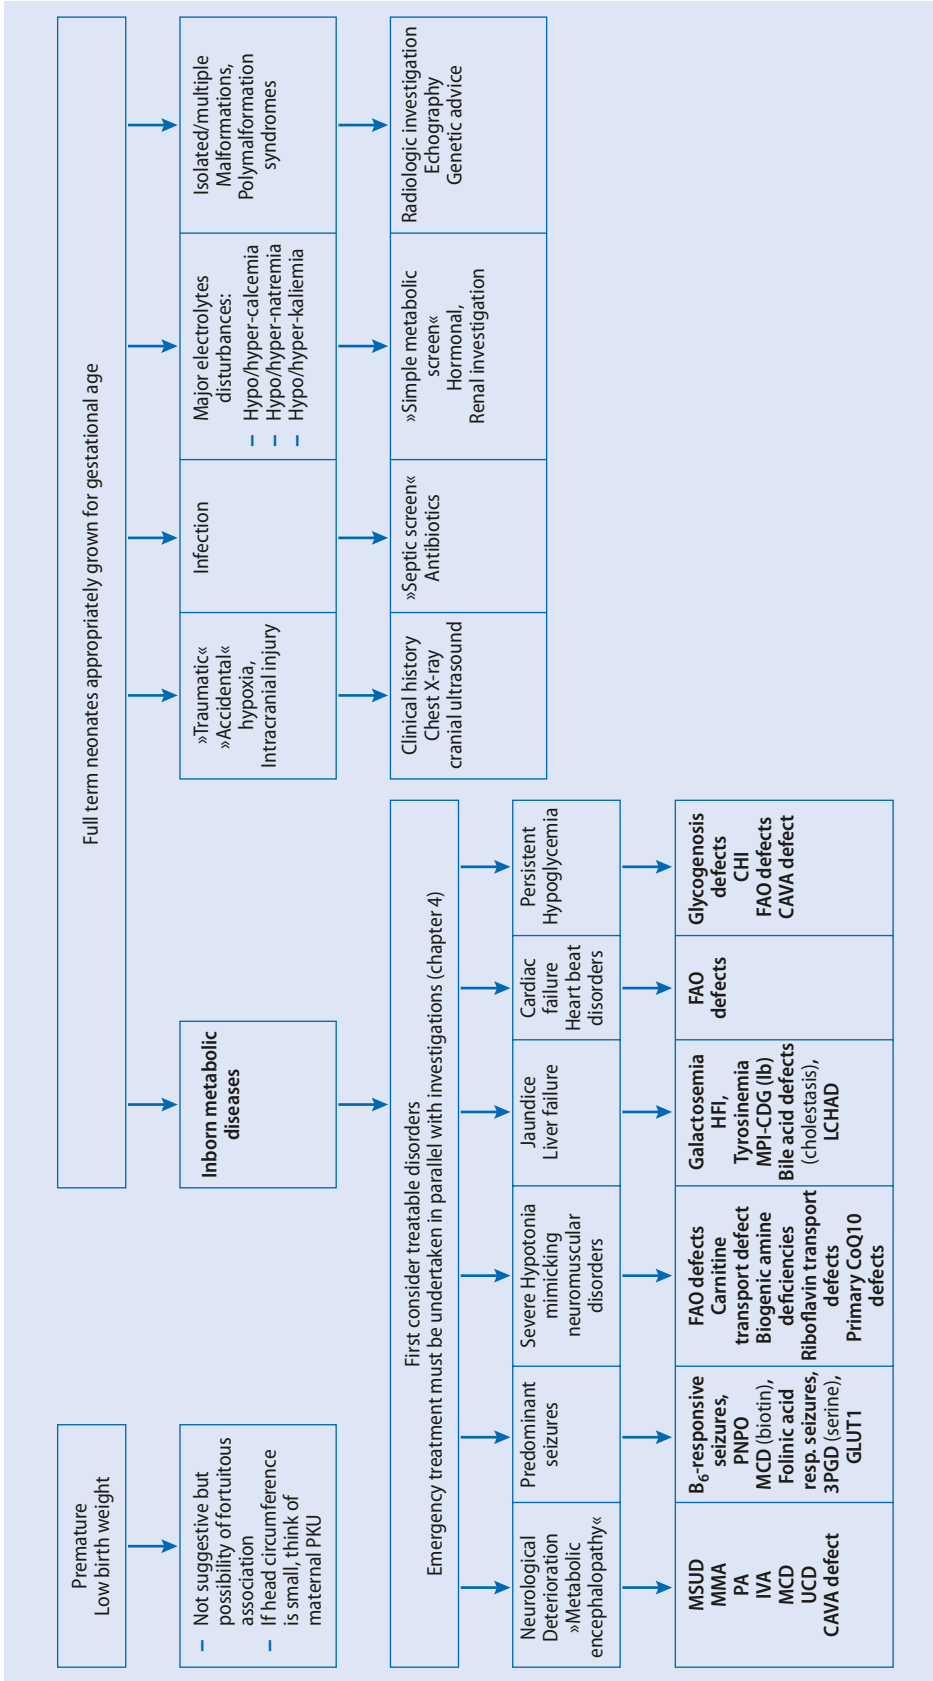 Premature
Low birth weight
Full term neonates appropriately grown for gestational age
– Not suggestive but
possibility of fortuitous
association
– If head circumference
is small, think of
maternal PKU
Inborn metabolic
diseases
»Traumatic«
»Accidental«
hypoxia,
Intracranial injury
Infection
Major electrolytes
disturbances:
– Hypo/hyper-calcemia
– Hypo/hyper-natremia
– Hypo/hyper-kaliemia
Isolated/multiple
Malformations,
Polymalformation
syndromes
First consider treatable disorders
Emergency treatment must be undertaken in parallel with investigations (chapter 4)
Clinical history
Chest X-ray
cranial ultrasound
»Septic screen«
Antibiotics
»Simple metabolic
screen«
Hormonal,
Renal investigation
Radiologic investigation
Echography
Genetic advice
Neurological
Deterioration
»Metabolic
encephalopathy«
Predominant
seizures
Severe Hypotonia
mimicking
neuromuscular
disorders
Jaundice
Liver failure
Cardiac
failure
Heart beat
disorders
Persistent
Hypoglycemia
MSUD
MMA
PA
IVA
MCD
UCD
CAVA defect
B₆-responsive
seizures,
PNPO
MCD (biotin),
Folinic acid
resp. seizures,
3PGD (serine),
GLUT1
FAO defects
Carnitine
transport defect
Biogenic amine
deficiencies
Riboflavin transport
defects
Primary CoQ10
defects
Galactosemia
HFI,
Tyrosinemia
MPI-CDG (Ib)
Bile acid defects
(cholestasis),
LCHAD
FAO
defects
Glycogenosis
defects
CHI
FAO defects
CAVA defect